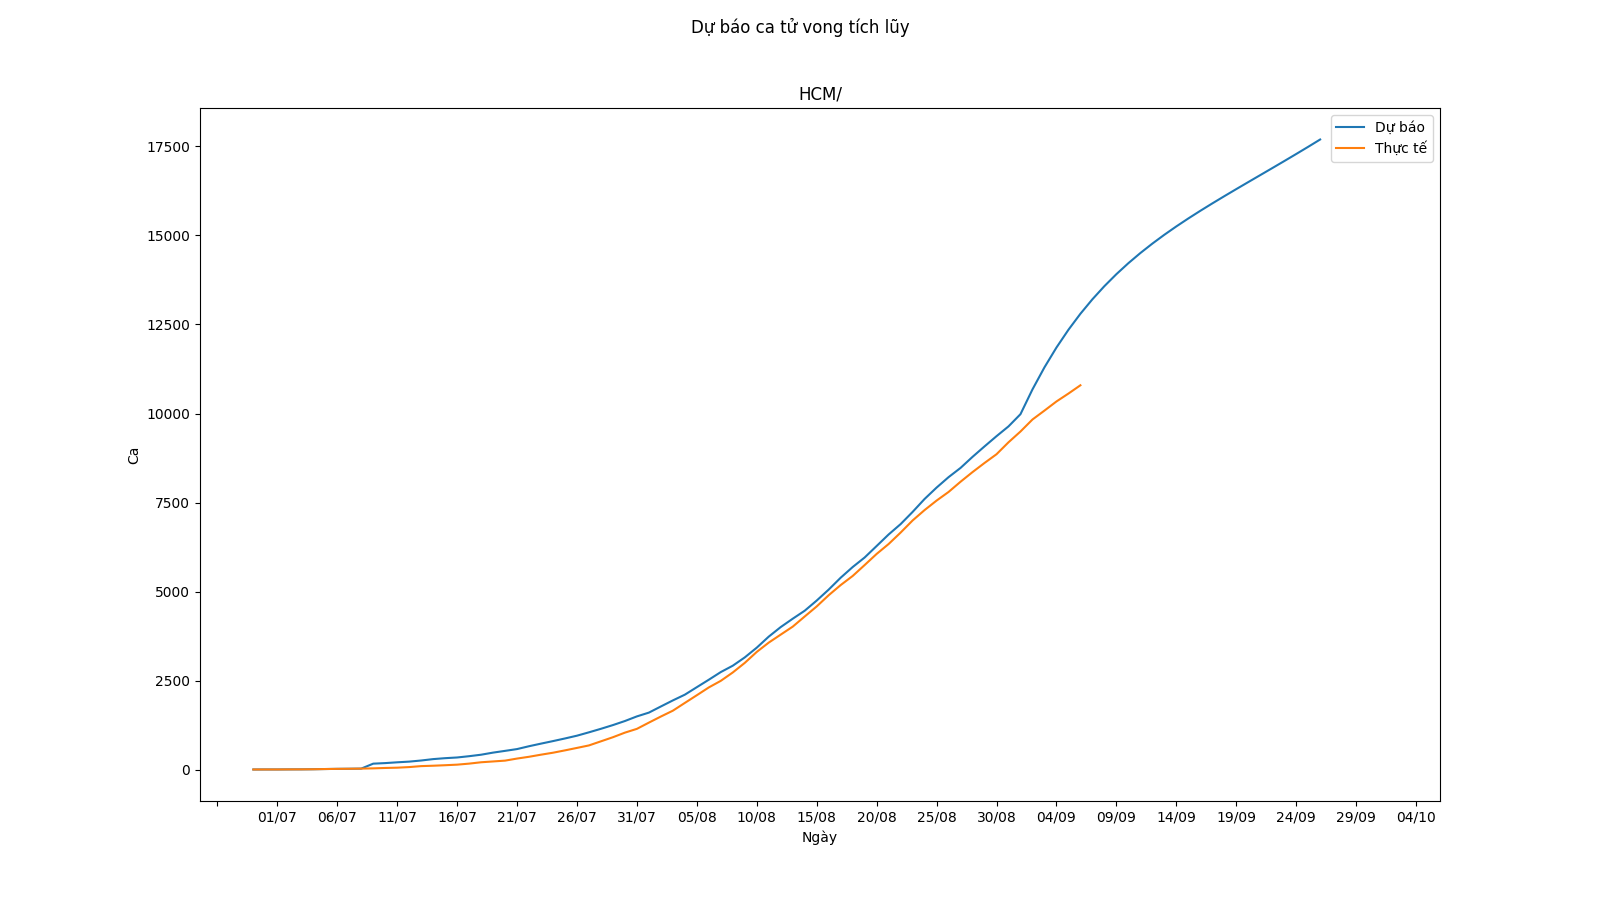 Dự báo ca tử vong tích lũy
HCM/
Dự báo
Thực tế
17500
15000
12500
10000
7500
5000
2500
0
Ca
01/07 06/07 11/07 16/07 21/07 26/07 31/07 05/08 10/08 15/08 20/08 25/08 30/08 04/09 09/09 14/09 19/09 24/09 29/09 04/10
Ngày